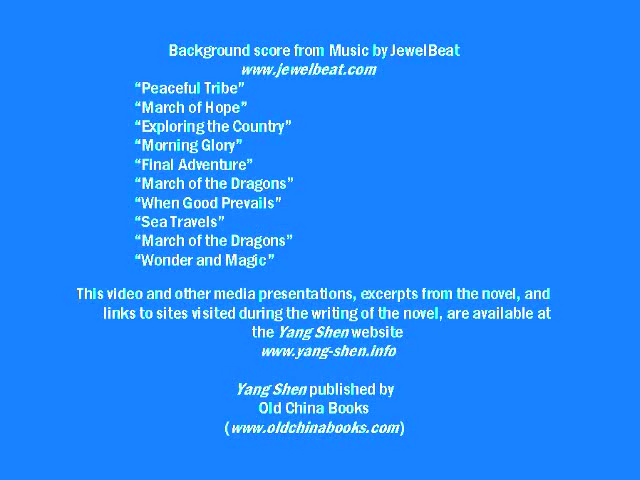 Background score from Music by JewelBeat
www.jewelbeat.com
“Peaceful Tribe”
“March of Hope”
“Exploring the Country”
“Morning Glory”
“Final Adventure”
“March of the Dragons”
“When Good Prevails”
“Sea Travels”
“March of the Dragons”
“Wonder and Magic”
This video and other media presentations, excerpts from the novel, and
links to sites visited during the writing of the novel, are available at
the Yang Shen website
www.yang-shen.info
Yang Shen published by
Old China Books
(www.oldchinabooks.com)